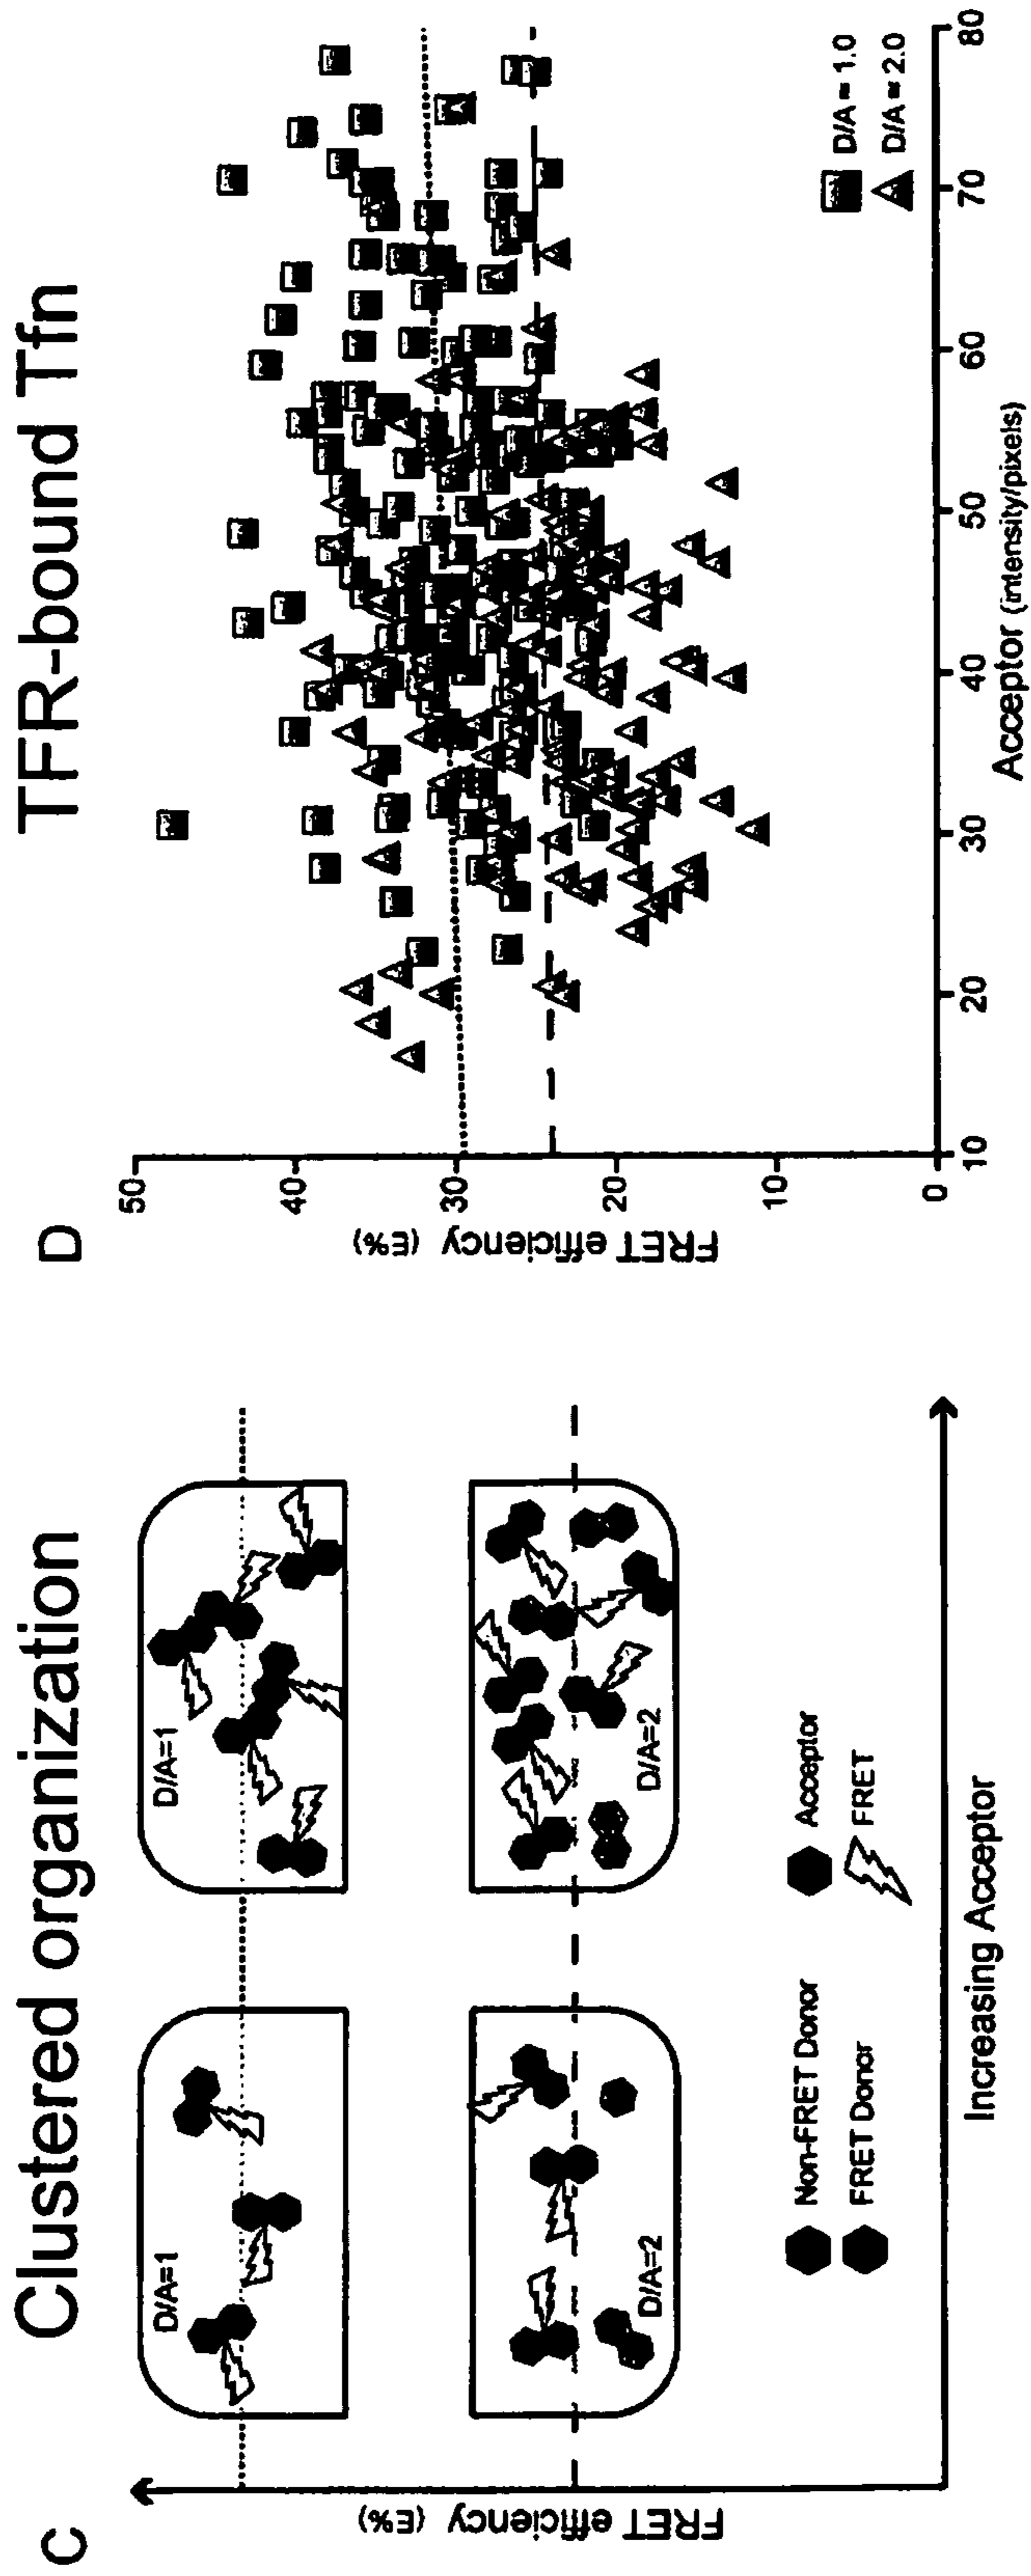 C
Clustered organization
FRET efficiency (E%)
D/A=1
D/A=1
D/A=2
D/A=2
Non-FRET Donor
Acceptor
FRET Donor
FRET
Increasing Acceptor
D
TFR-bound Tfn
FRET efficiency (E%)
50
40
30
20
10
0
D/A = 1.0
D/A = 2.0
10 20 30 40 50 60 70 80
Acceptor (intensity/pixels)